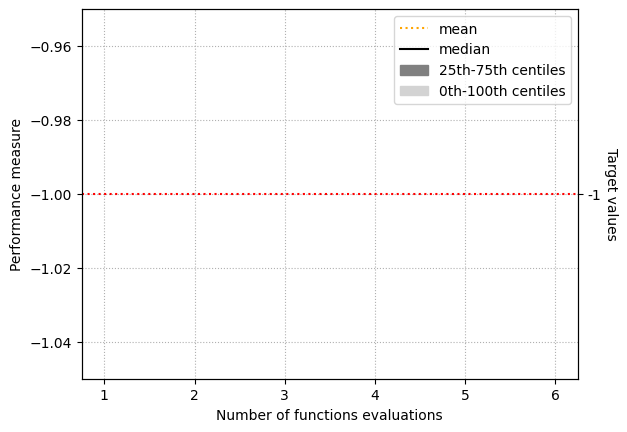 mean
median
25th-75th centiles
0th-100th centiles
−0.96
−0.98
−1.00
−1.02
−1.04
Performance measure
-1
Target values
1 2 3 4 5 6
Number of functions evaluations